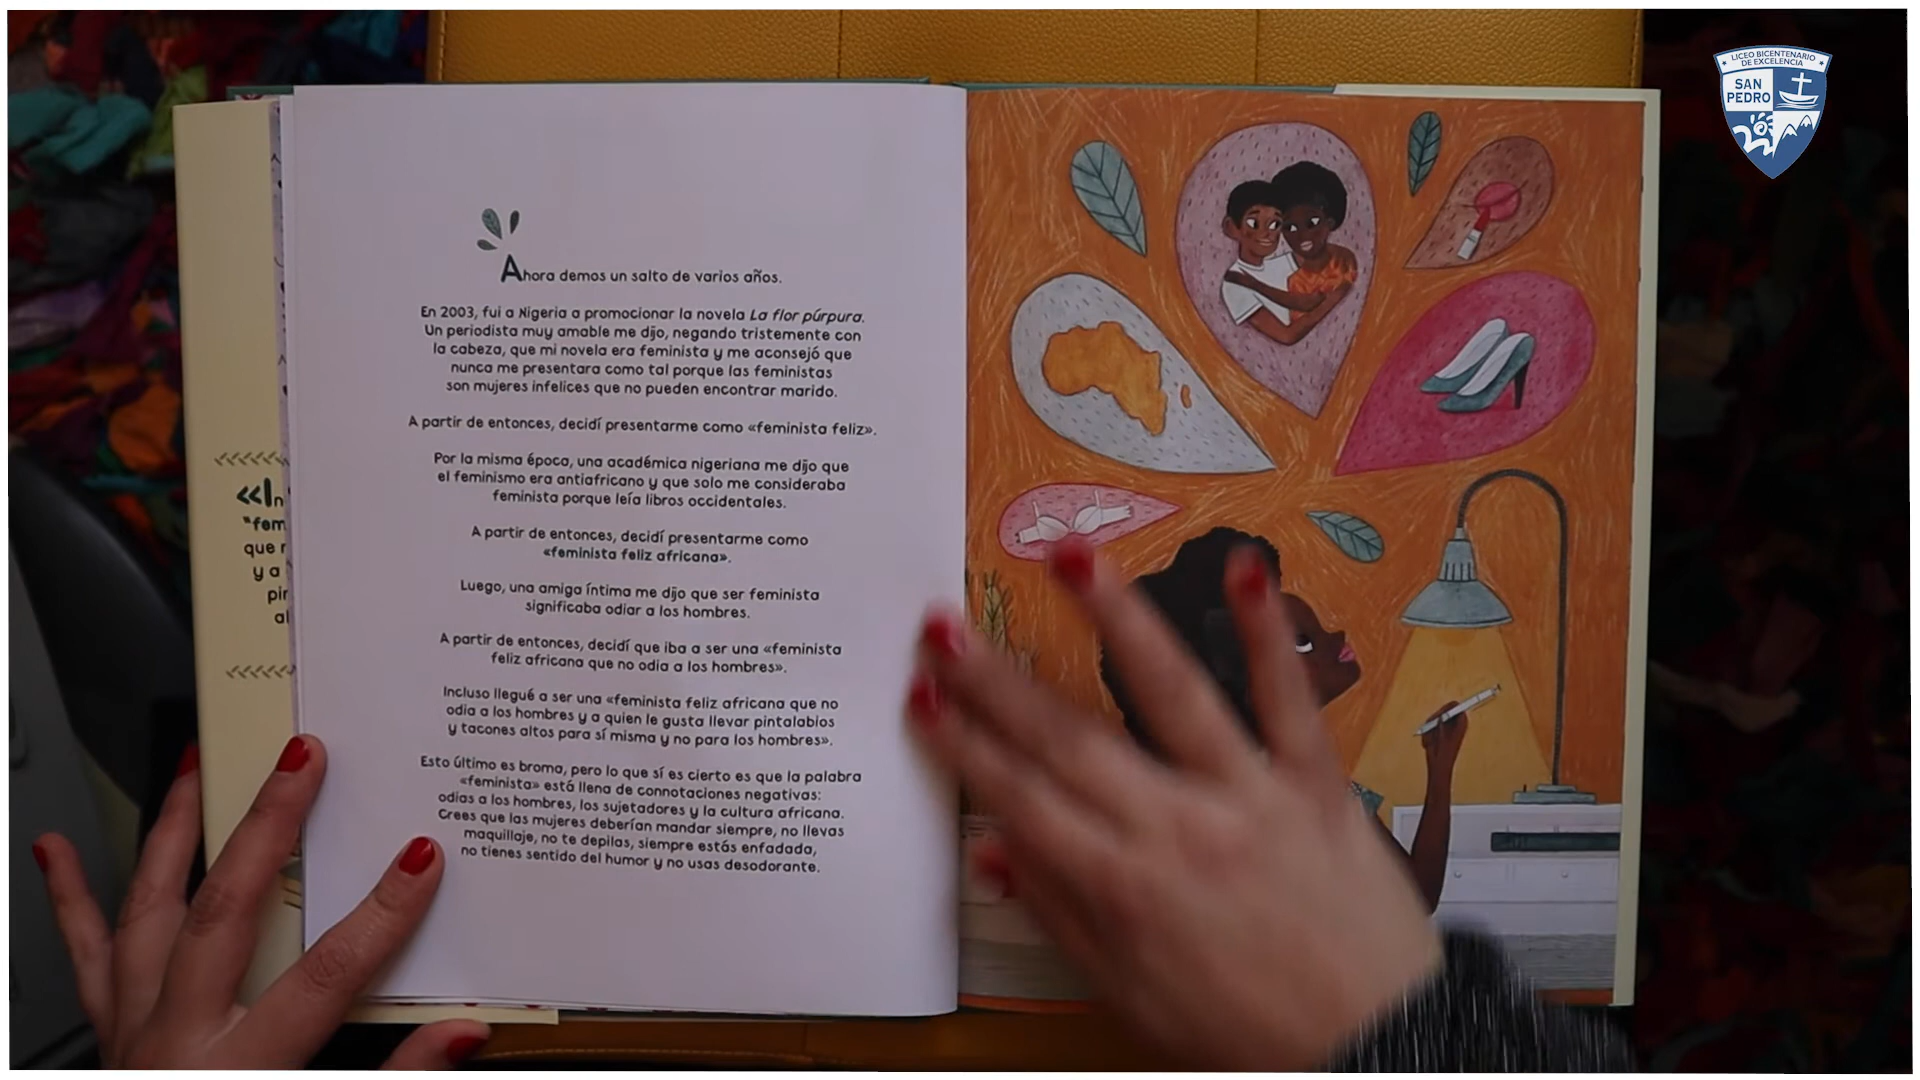 LICEO BICENTENARIO
DE EXCELENCIA
SAN
PEDRO
Ahora demos un salto de varios años.
En 2003, fui a Nigeria a promocionar la novela La flor púrpura.
Un periodista muy amable me dijo, negando tristemente con
la cabeza, que mi novela era feminista y me aconsejó que
nunca me presentara como tal porque las feministas
son mujeres infelices que no pueden encontrar marido.
A partir de entonces, decidí presentarme como «feminista feliz».
Por la misma época, una académica nigeriana me dijo que
el feminismo era antiafricano y que solo me consideraba
feminista porque leía libros occidentales.
A partir de entonces, decidí presentarme como
«feminista feliz africana».
Luego, una amiga íntima me dijo que ser feminista
significaba odiar a los hombres.
A partir de entonces, decidí que iba a ser una «feminista
feliz africana que no odia a los hombres».
Incluso llegué a ser una «feminista feliz africana que no
odia a los hombres y a quien le gusta llevar pintalabios
y tacones altos para sí misma y no para los hombres».
Esto último es broma, pero lo que sí es cierto es que la palabra
«feminista» está llena de connotaciones negativas:
odias a los hombres, los sujetadores y la cultura africana.
Crees que las mujeres deberían mandar siempre, no llevas
maquillaje, no te depilas, siempre estás enfadada,
no tienes sentido del humor y no usas desodorante.
«In
"fem
que
y a
pin
al